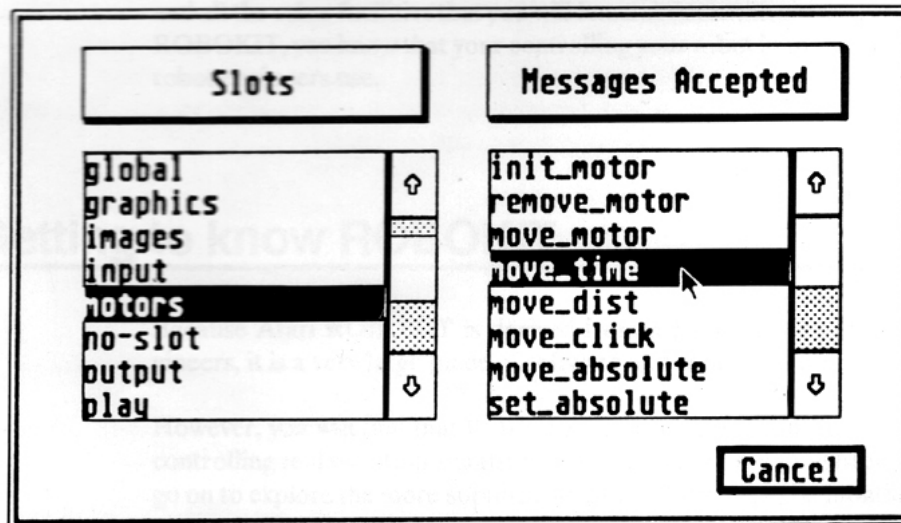 Slots
Messages Accepted
global
graphics
images
input
motors
no-slot
output
play
init_motor
remove_motor
move_motor
move_time
move_dist
move_click
move_absolute
set_absolute
Cancel